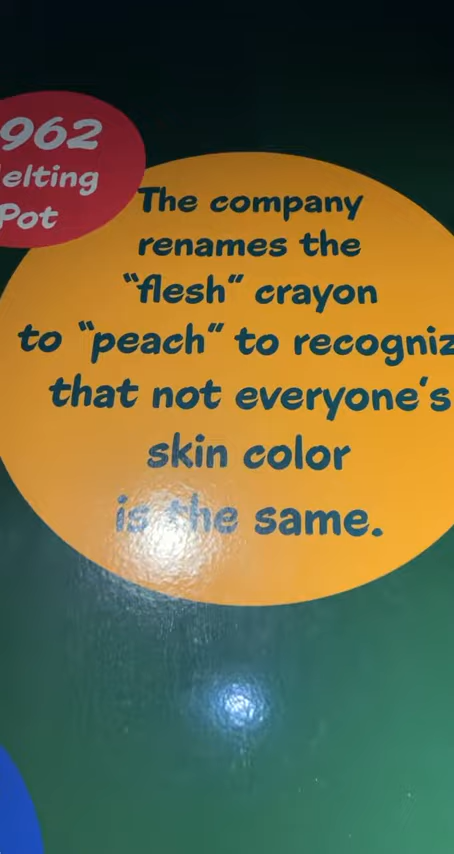 962
elting
Pot
The company
renames the
“flesh” crayon
to “peach” to recogniz
that not everyone's
skin color
is the same.